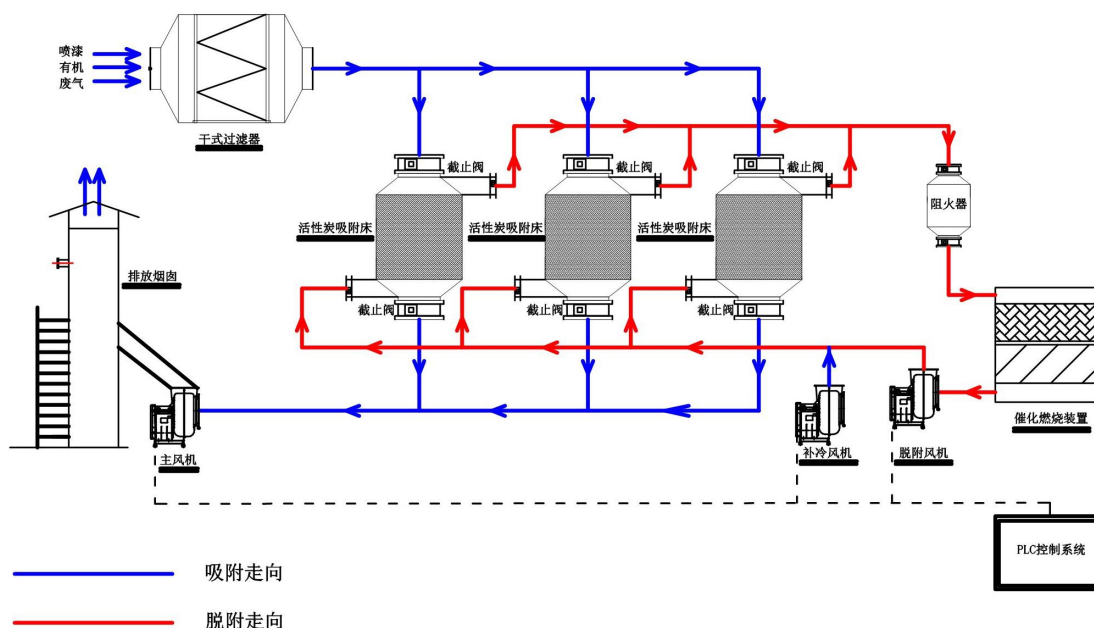 喷漆
有机
废气
干式过滤器
截止阀
截止阀
截止阀
阻火器
活性炭吸附床
活性炭吸附床
活性炭吸附床
排放烟囱
截止阀
截止阀
截止阀
催化燃烧装置
主风机
补冷风机
脱附风机
PLC控制系统
吸附走向
脱附走向